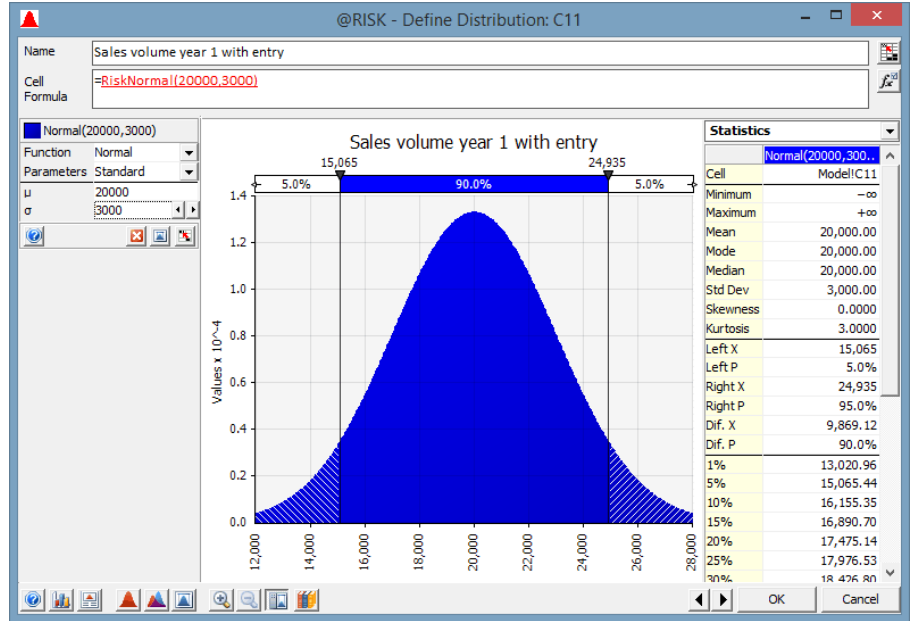 @RISK - Define Distribution: C11
Name
Sales volume year 1 with entry
Cell Formula
=RiskNormal(20000,3000)
Normal(20000,3000)
Function Normal
Parameters Standard
μ 20000
σ 3000
Sales volume year 1 with entry
15,065 24,935
5.0% 90.0% 5.0%
Values x 10^-4
1.4
1.2
1.0
0.8
0.6
0.4
0.2
0.0
12,000 14,000 16,000 18,000 20,000 22,000 24,000 26,000 28,000
Statistics
Normal(20000,300..
Cell Model!C11
Minimum −∞
Maximum +∞
Mean 20,000.00
Mode 20,000.00
Median 20,000.00
Std Dev 3,000.00
Skewness 0.0000
Kurtosis 3.0000
Left X 15,065
Left P 5.0%
Right X 24,935
Right P 95.0%
Dif. X 9,869.12
Dif. P 90.0%
1% 13,020.96
5% 15,065.44
10% 16,155.35
15% 16,890.70
20% 17,475.14
25% 17,976.53
30% 18,426.80
OK Cancel